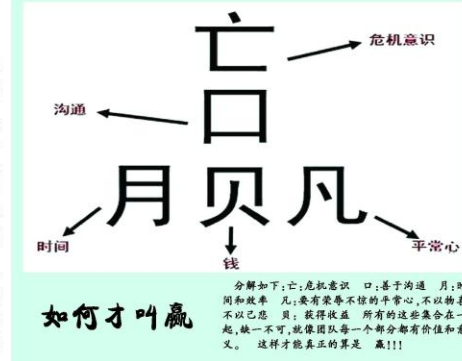 亡
危机意识
口
沟通
月 贝 凡
时间
钱
平常心
如何才叫赢
分解如下:亡:危机意识 口:善于沟通 月:时
间和效率 凡:要有荣辱不惊的平常心,不以物喜
不以己悲 贝:获得收益 所有的这些集合在一
起,缺一不可,就像团队每一个部分都有价值和意
义。 这样才能真正的算是 赢!!!